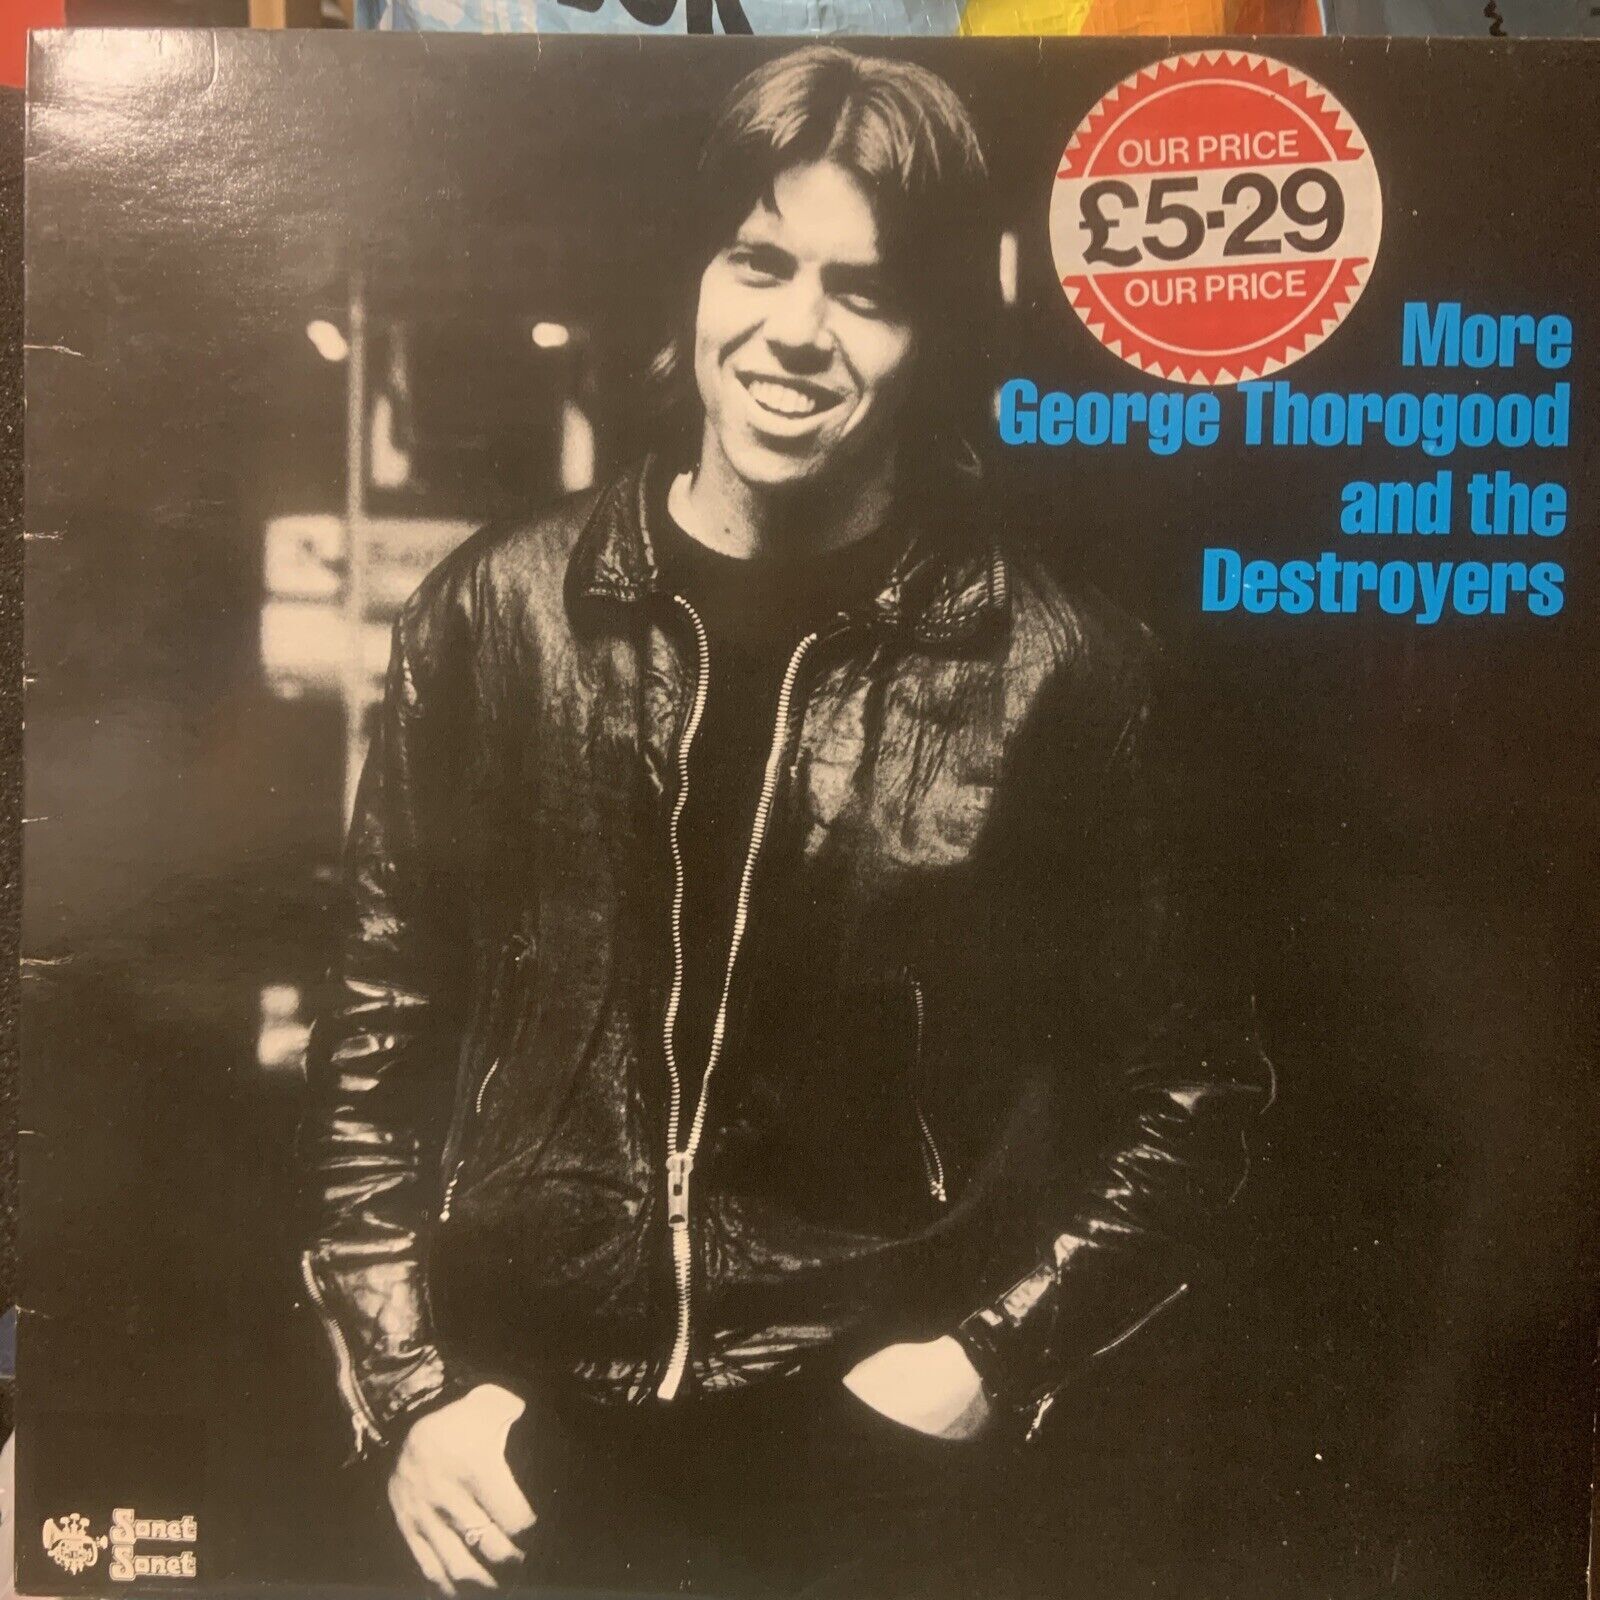 OUR PRICE
£5-29
OUR PRICE
More
George Thorogood
and the
Destroyers
Sonet
Sonet